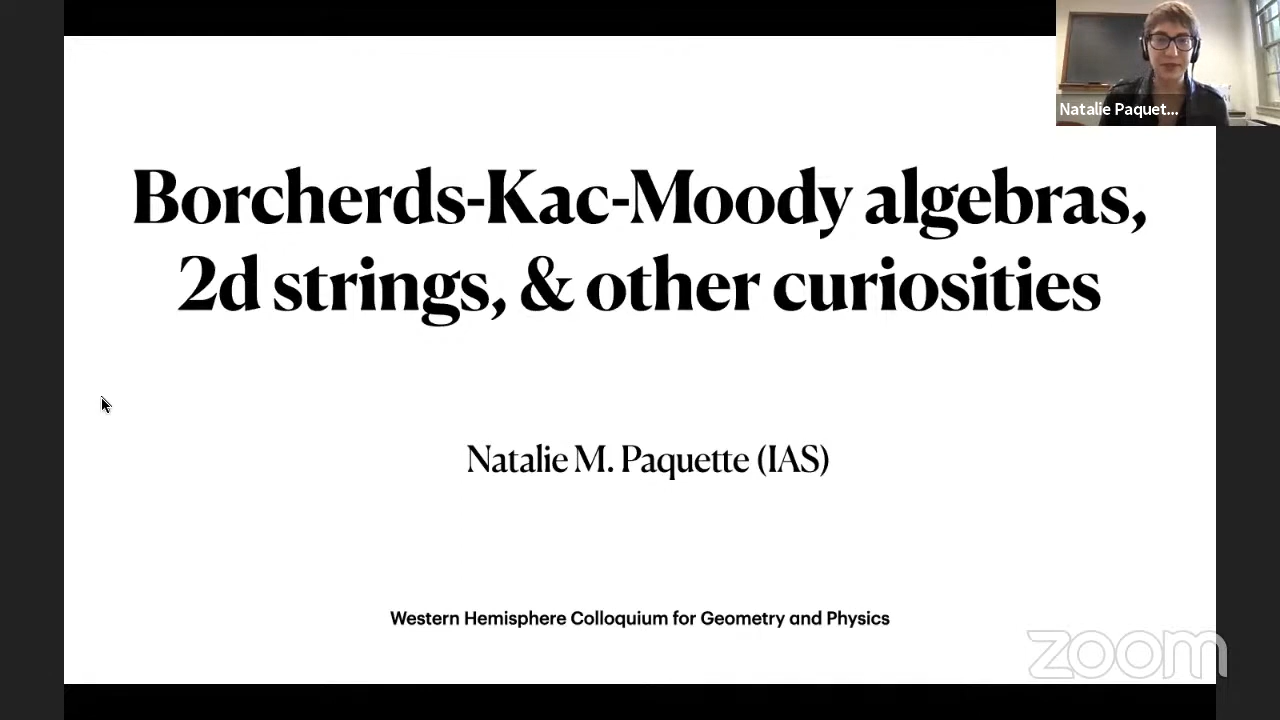 Natalie Paquet...
Borcherds-Kac-Moody algebras,
2d strings, & other curiosities
Natalie M. Paquette (IAS)
Western Hemisphere Colloquium for Geometry and Physics
zoom